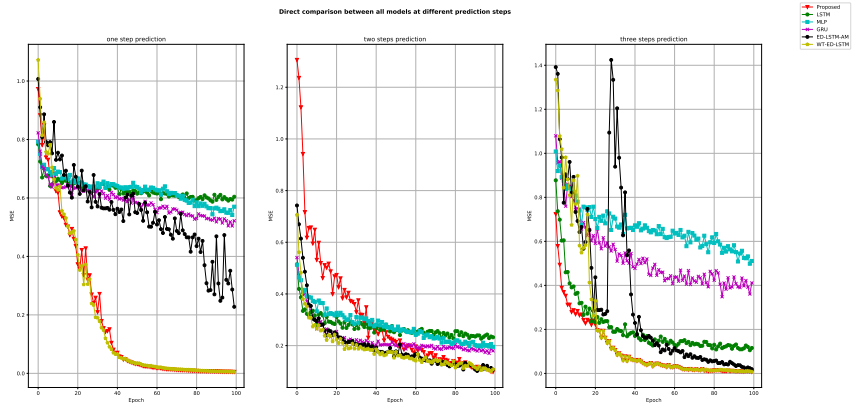 Direct comparison between all models at different prediction steps
Proposed
LSTM
MLP
GRU
ED-LSTM-AM
WT-ED-LSTM
one step prediction
MSE
1.0
0.8
0.6
0.4
0.2
0.0
0 20 40 60 80 100
Epoch
two steps prediction
MSE
1.2
1.0
0.8
0.6
0.4
0.2
0 20 40 60 80 100
Epoch
three steps prediction
MSE
1.4
1.2
1.0
0.8
0.6
0.4
0.2
0.0
0 20 40 60 80 100
Epoch